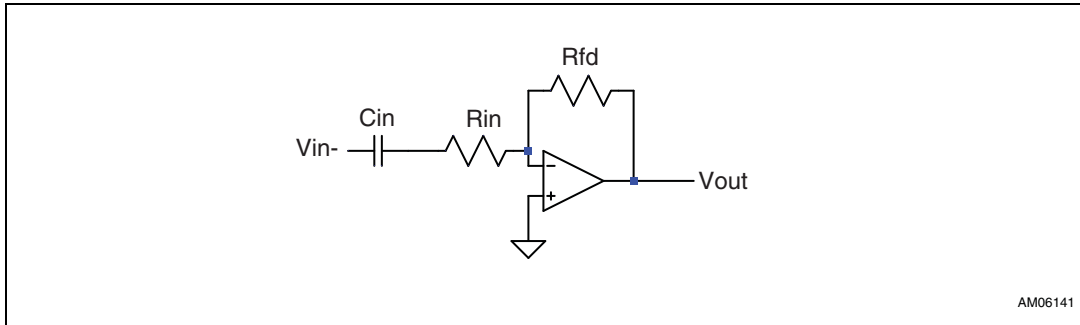 Rfd
Cin
Rin
Vin-
-
+
Vout
AM06141